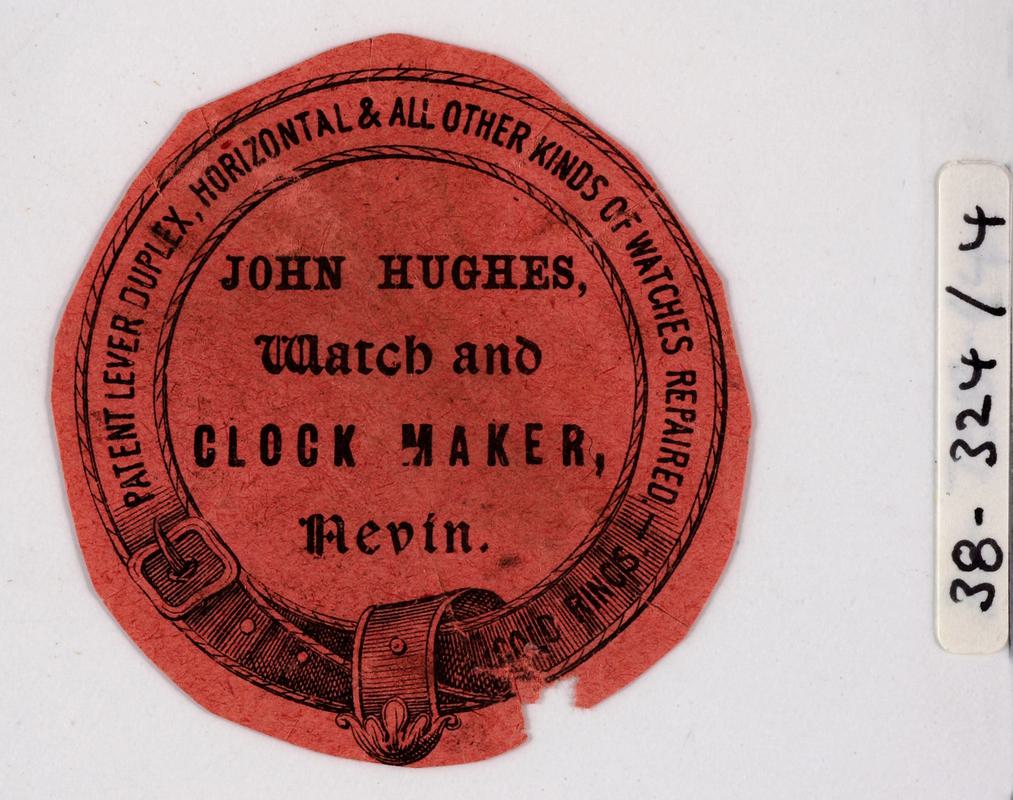 PATENT LEVER DUPLEX, HORIZONTAL & ALL OTHER KINDS OF WATCHES REPAIRED.—
RINGS.—
JOHN HUGHES,
Watch and
CLOCK MAKER,
Nevin.
38-324/4